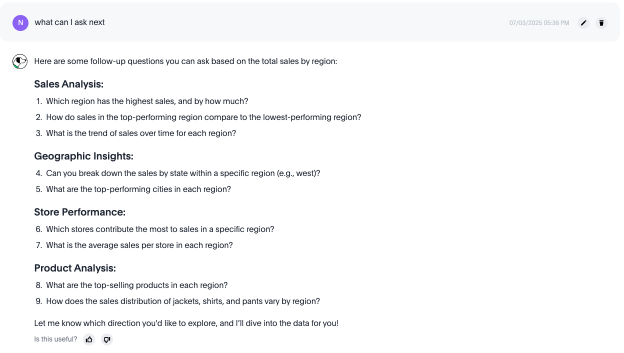 N what can I ask next 07/03/2025 05:36 PM
Here are some follow-up questions you can ask based on the total sales by region:
Sales Analysis:
1. Which region has the highest sales, and by how much?
2. How do sales in the top-performing region compare to the lowest-performing region?
3. What is the trend of sales over time for each region?
Geographic Insights:
4. Can you break down the sales by state within a specific region (e.g., west)?
5. What are the top-performing cities in each region?
Store Performance:
6. Which stores contribute the most to sales in a specific region?
7. What is the average sales per store in each region?
Product Analysis:
8. What are the top-selling products in each region?
9. How does the sales distribution of jackets, shirts, and pants vary by region?
Let me know which direction you'd like to explore, and I'll dive into the data for you!
Is this useful?